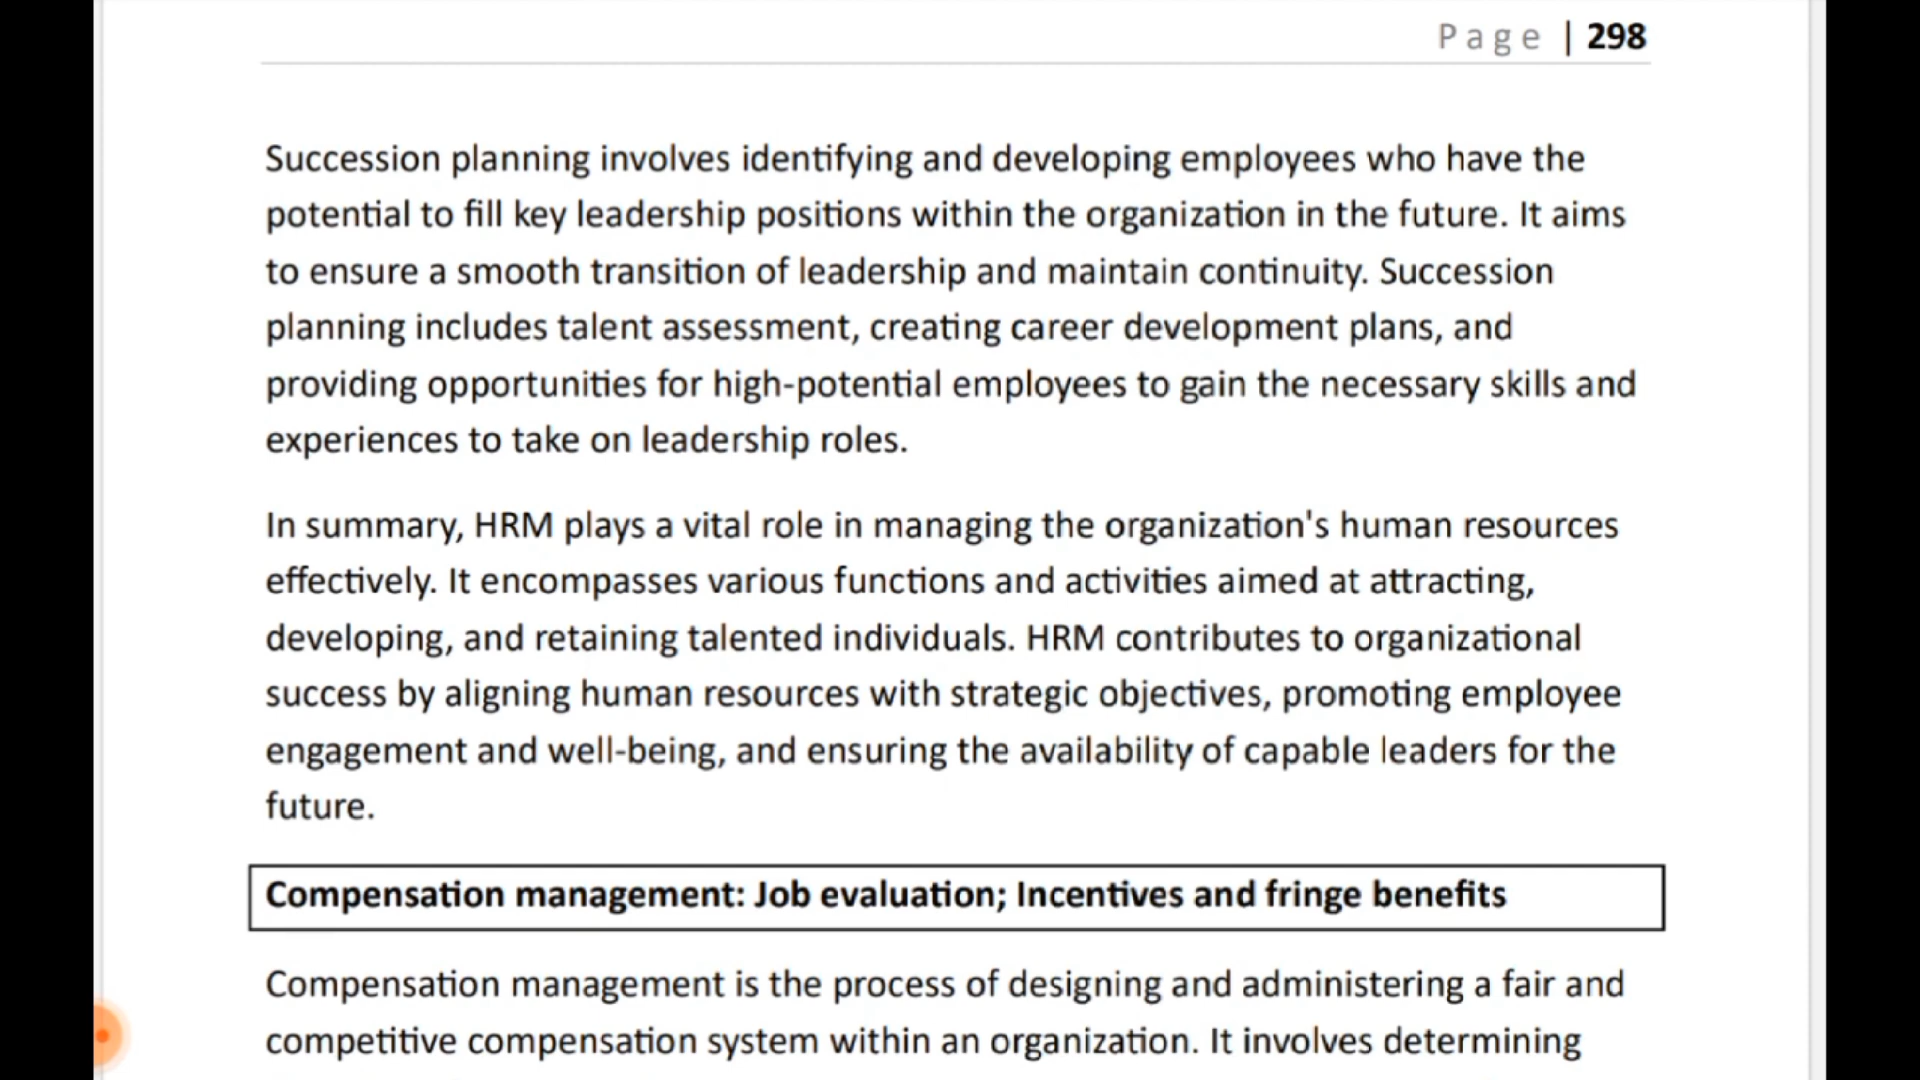 Page | 298
Succession planning involves identifying and developing employees who have the
potential to fill key leadership positions within the organization in the future. It aims
to ensure a smooth transition of leadership and maintain continuity. Succession
planning includes talent assessment, creating career development plans, and
providing opportunities for high-potential employees to gain the necessary skills and
experiences to take on leadership roles.
In summary, HRM plays a vital role in managing the organization's human resources
effectively. It encompasses various functions and activities aimed at attracting,
developing, and retaining talented individuals. HRM contributes to organizational
success by aligning human resources with strategic objectives, promoting employee
engagement and well-being, and ensuring the availability of capable leaders for the
future.
Compensation management: Job evaluation; Incentives and fringe benefits
Compensation management is the process of designing and administering a fair and
competitive compensation system within an organization. It involves determining